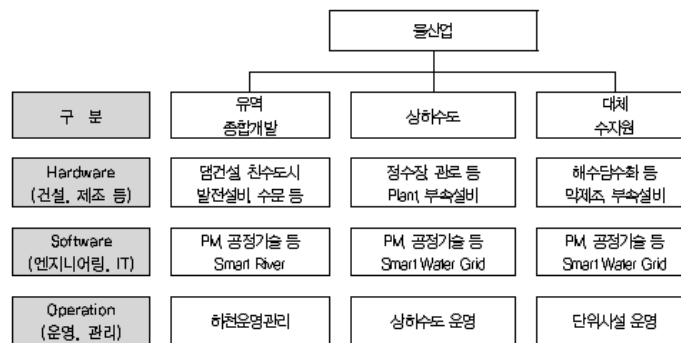 물산업
구 분
유역
종합개발
상하수도
대체
수자원
Hardware
(건설, 제조 등)
댐건설, 친수도시
발전설비, 수문 등
정수장, 관로 등
Plant, 부속설비
해수담수화 등
막제조, 부속설비
Software
(엔지니어링, IT)
PM, 공정기술 등
Smart River
PM, 공정기술 등
Smart Water Grid
PM, 공정기술 등
Smart Water Grid
Operation
(운영, 관리)
하천운영관리
상하수도 운영
단위시설 운영